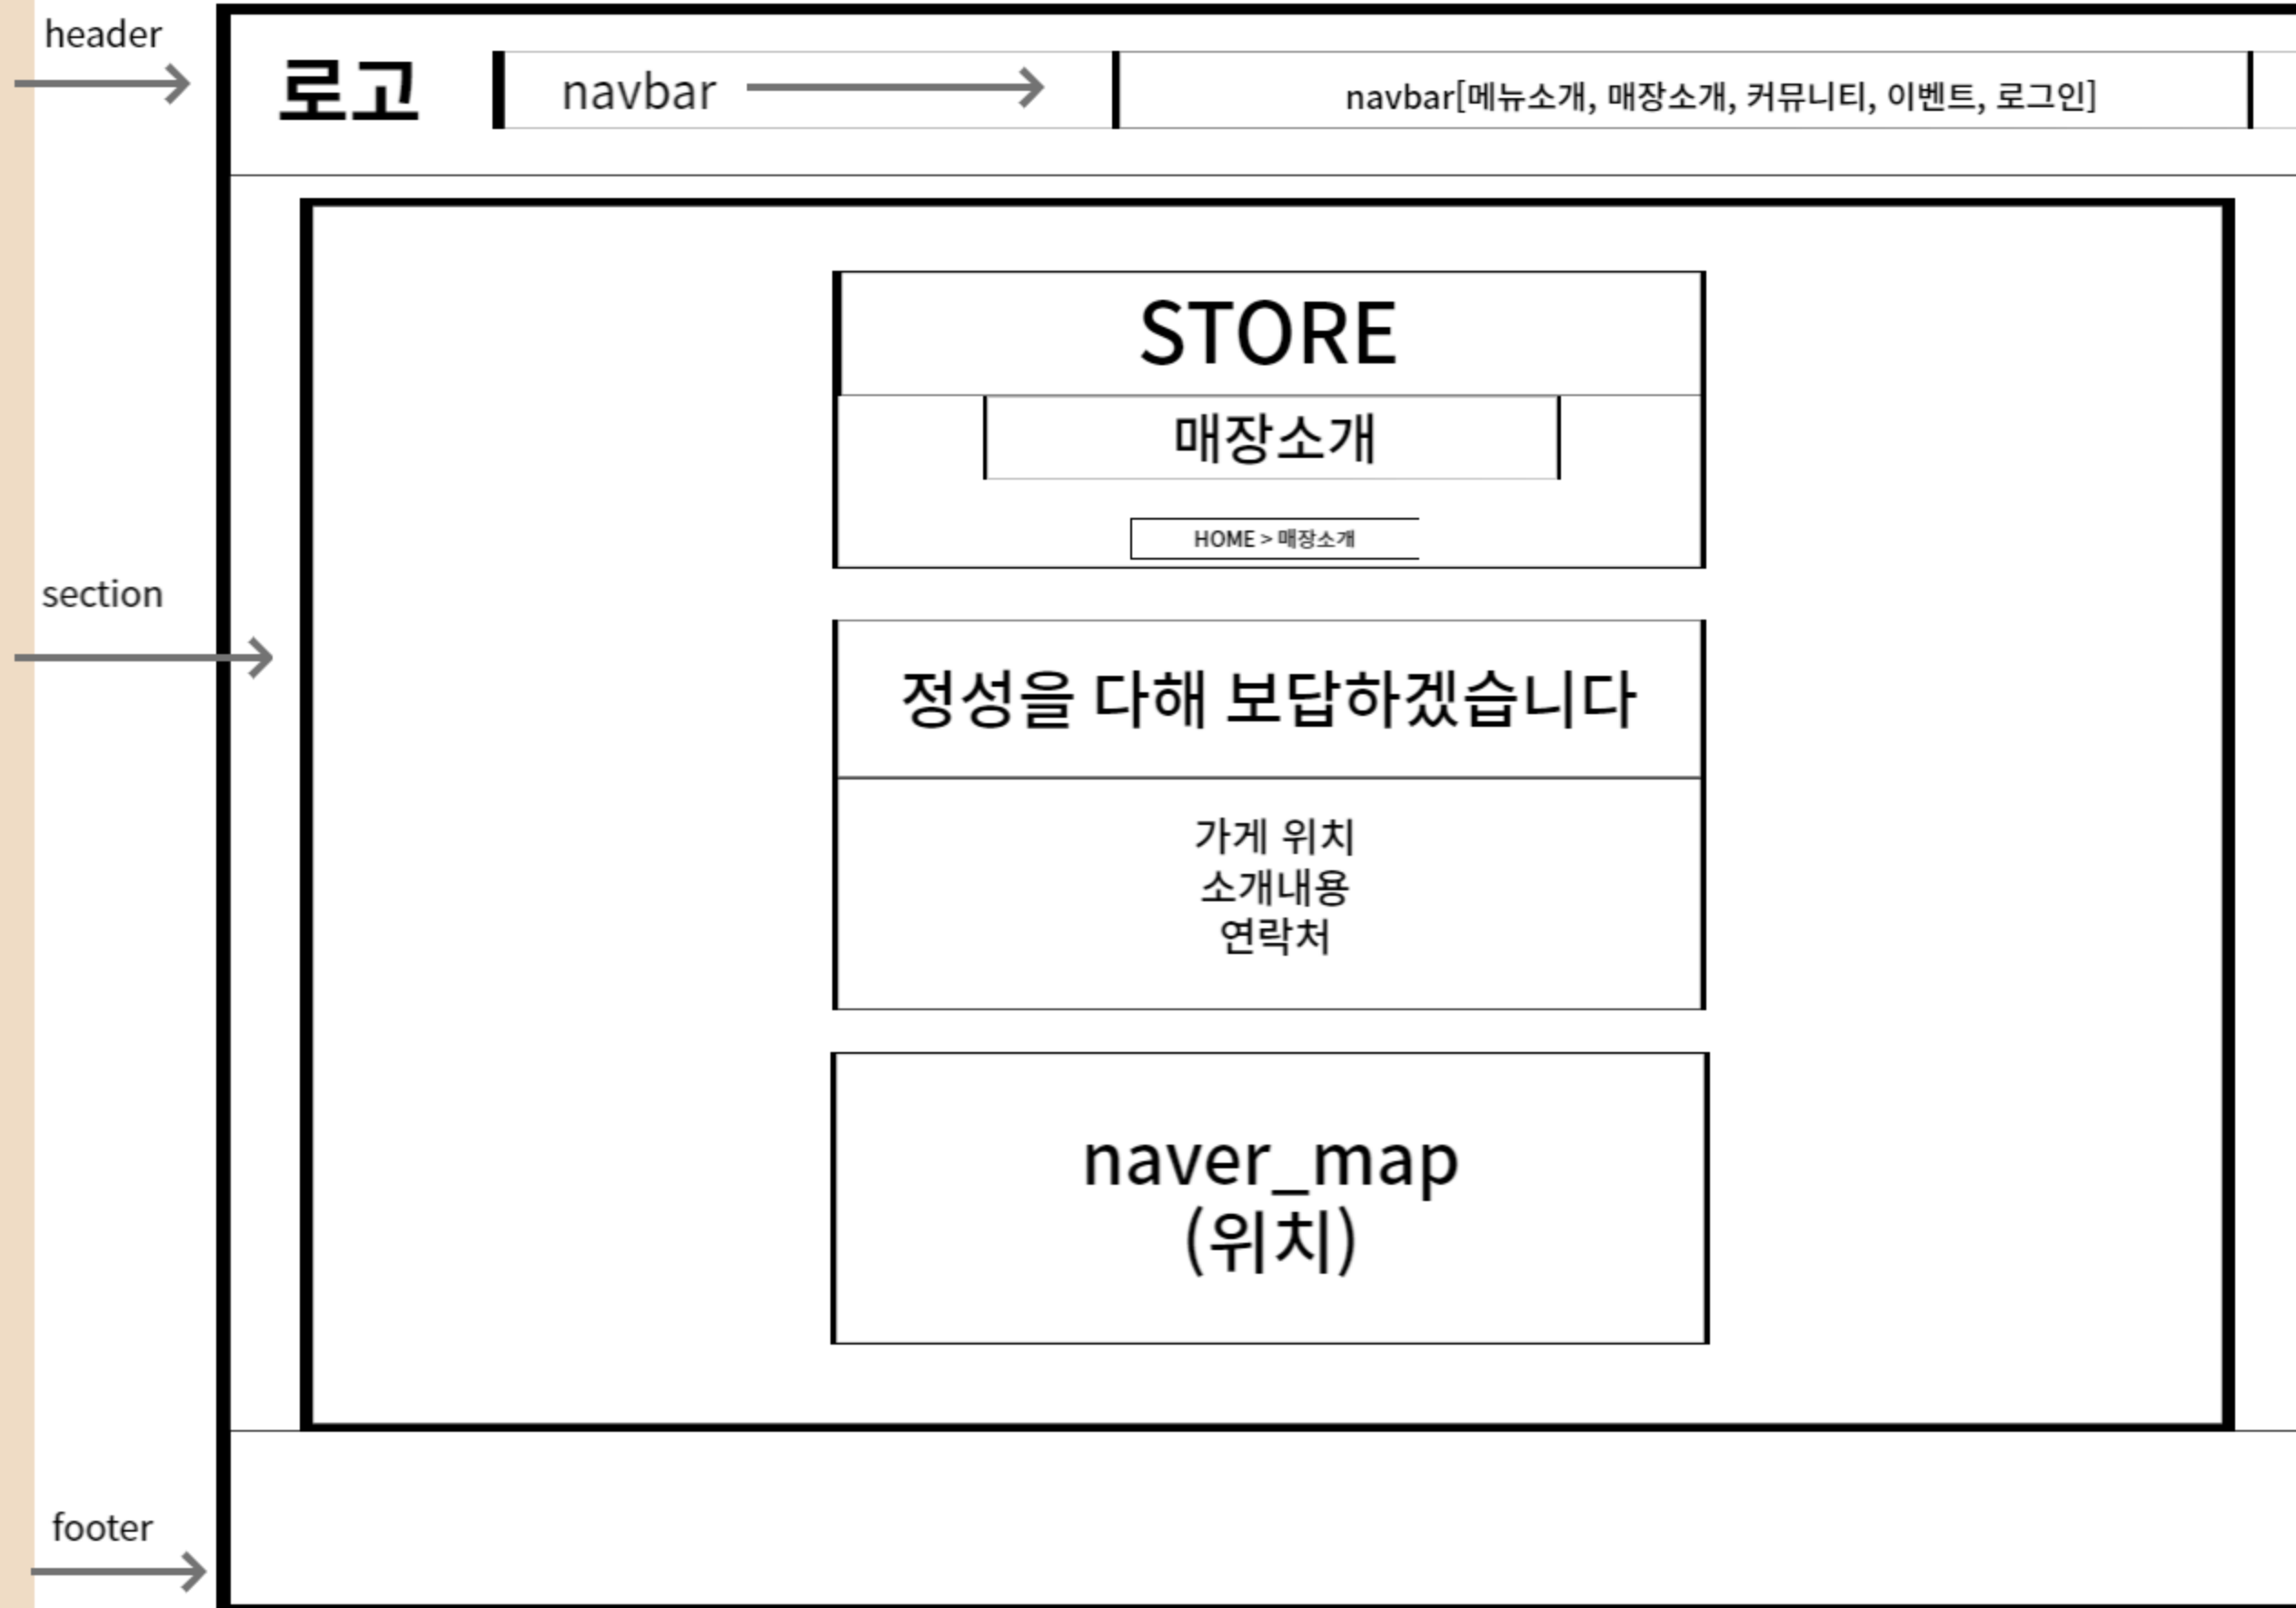 header
로고
navbar
navbar[메뉴소개, 매장소개, 커뮤니티, 이벤트, 로그인]
STORE
매장소개
HOME > 매장소개
section
정성을 다해 보답하겠습니다
가게 위치
소개내용
연락처
naver_map
(위치)
footer